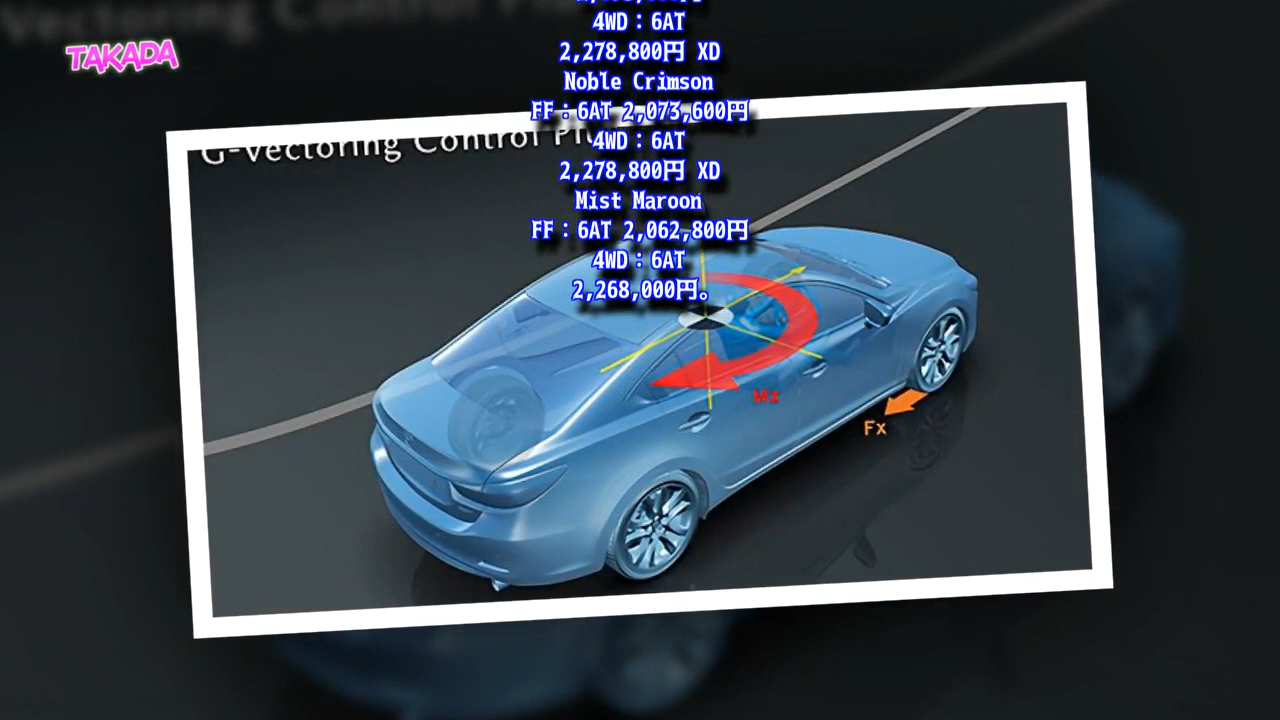 4WD：6AT
2,278,800円 XD
Noble Crimson
FF：6AT 2,073,600円
4WD：6AT
2,278,800円 XD
Mist Maroon
FF：6AT 2,062,800円
4WD：6AT
2,268,000円。
TAKADA
G-Vectoring Control
Mz
Fx